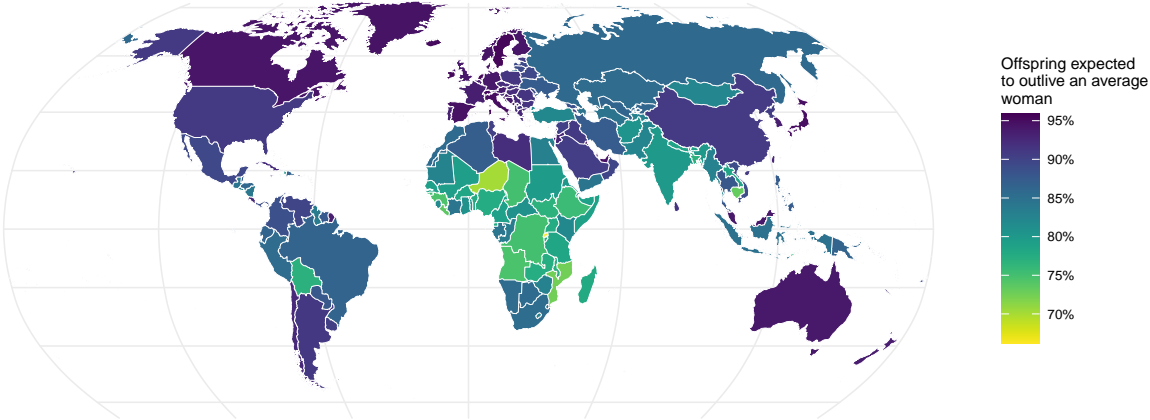 Offspring expected
to outlive an average
woman
95%
90%
85%
80%
75%
70%